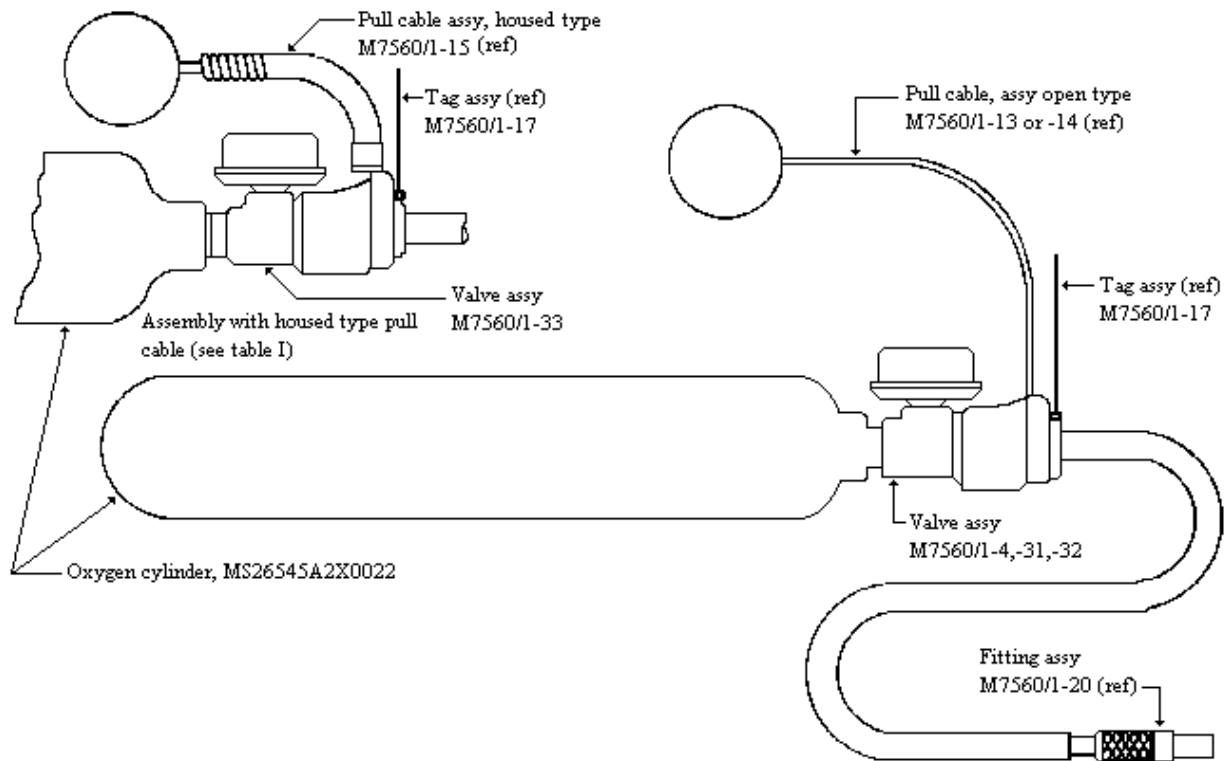 Pull cable assy, housed type
M7560/1-15 (ref)
Tag assy (ref)
M7560/1-17
Pull cable, assy open type
M7560/1-13 or -14 (ref)
Valve assy
M7560/1-33
Assembly with housed type pull
cable (see table I)
Tag assy (ref)
M7560/1-17
Valve assy
M7560/1-4,-31,-32
Oxygen cylinder, MS26545A2X0022
Fitting assy
M7560/1-20 (ref)